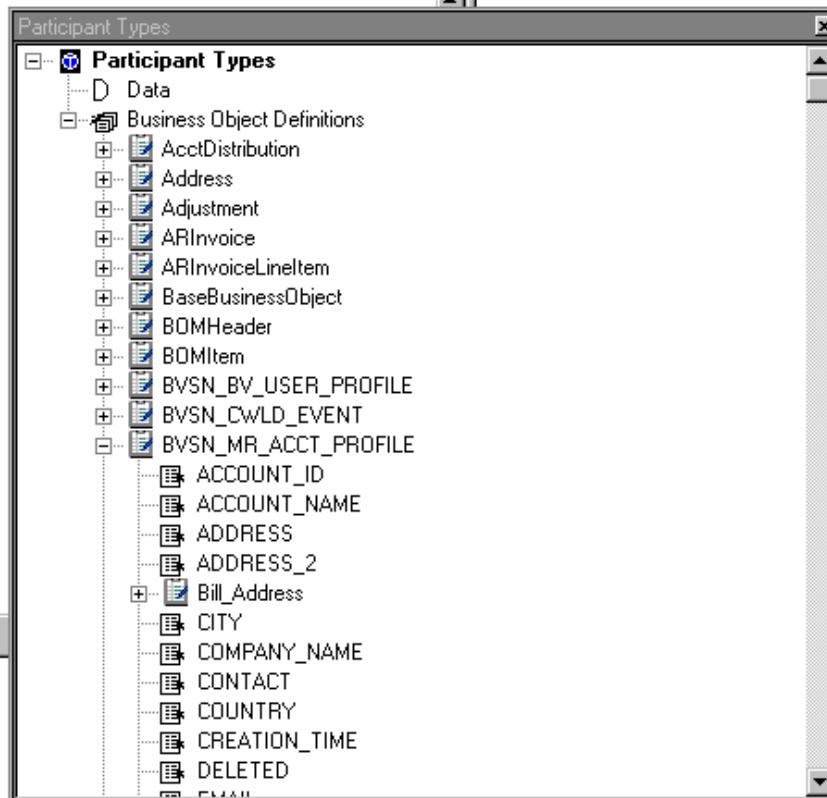 Participant Types
Participant Types
Data
Business Object Definitions
AcctDistribution
Address
Adjustment
ARInvoice
ARInvoiceLineItem
BaseBusinessObject
BOMHeader
BOMItem
BVSN_BV_USER_PROFILE
BVSN_CWLD_EVENT
BVSN_MR_ACCT_PROFILE
ACCOUNT_ID
ACCOUNT_NAME
ADDRESS
ADDRESS_2
Bill_Address
CITY
COMPANY_NAME
CONTACT
COUNTRY
CREATION_TIME
DELETED